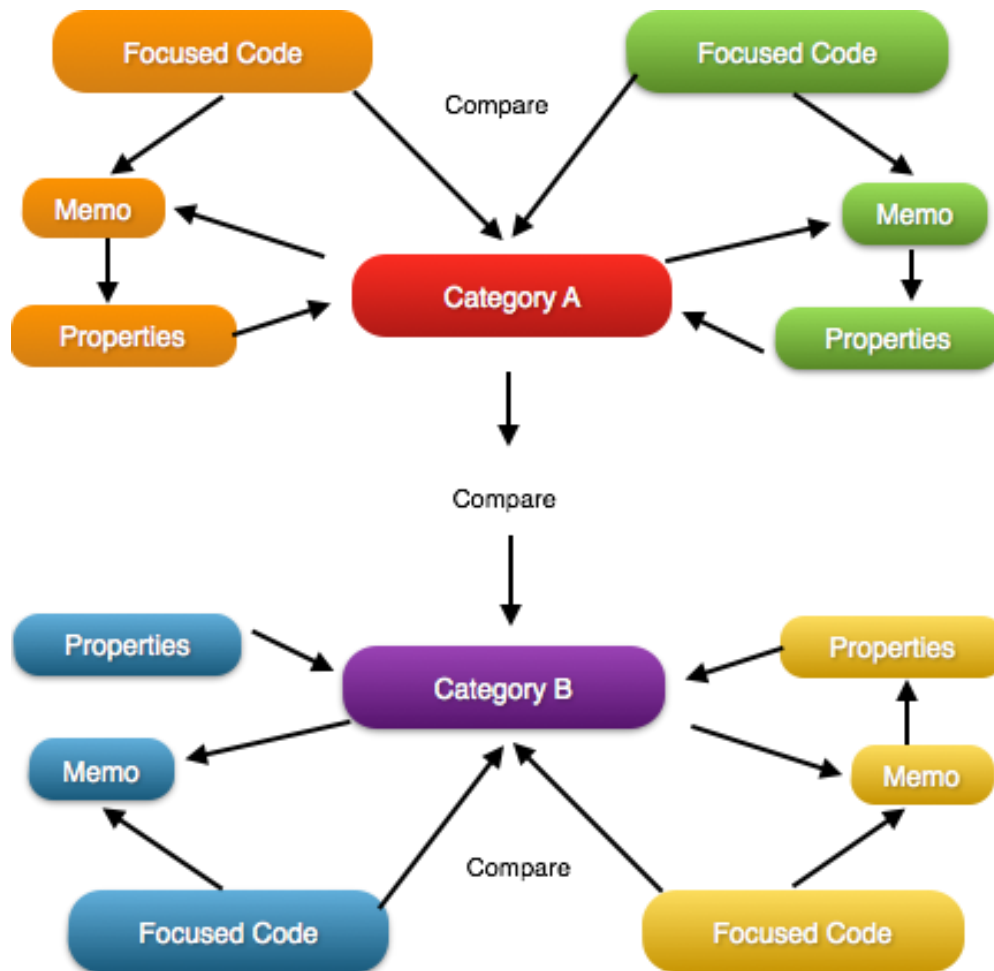 Focused Code
Focused Code
Compare
Memo
Memo
Category A
Properties
Properties
Compare
Properties
Properties
Category B
Memo
Memo
Compare
Focused Code
Focused Code